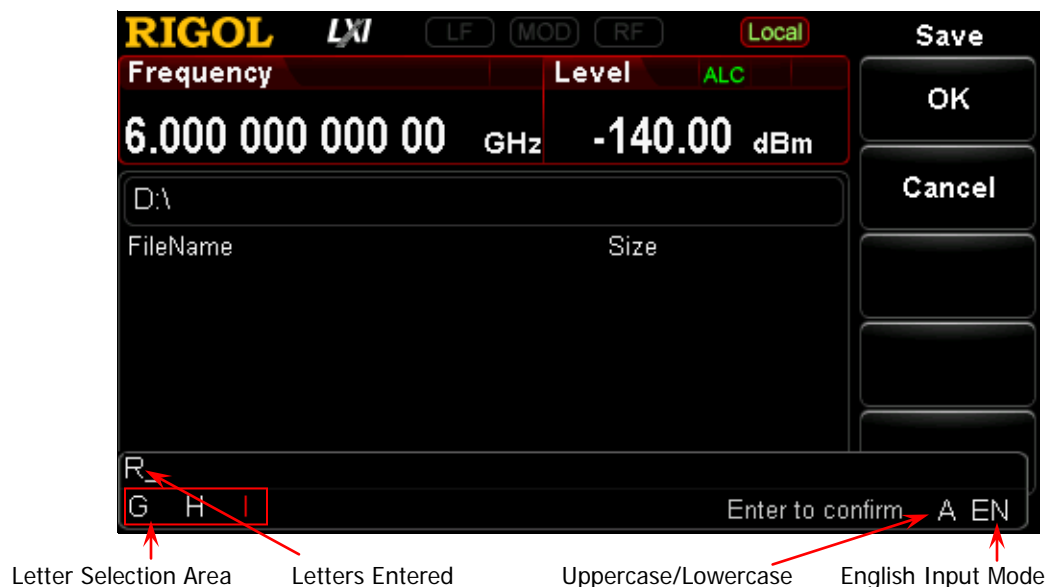 RIGOL LXI LF MOD RF Local Save
Frequency Level ALC
OK
6.000 000 000 00 GHz -140.00 dBm
Cancel
D:\
FileName Size
R_
G H I Enter to confirm A EN
Letter Selection Area Letters Entered Uppercase/Lowercase English Input Mode